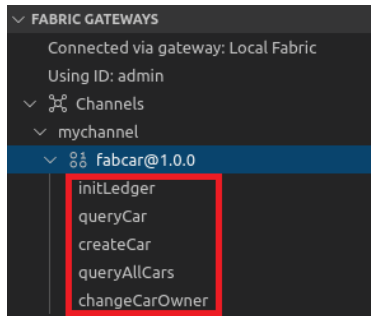 FABRIC GATEWAYS
Connected via gateway: Local Fabric
Using ID: admin
Channels
mychannel
fabcar@1.0.0
initLedger
queryCar
createCar
queryAllCars
changeCarOwner